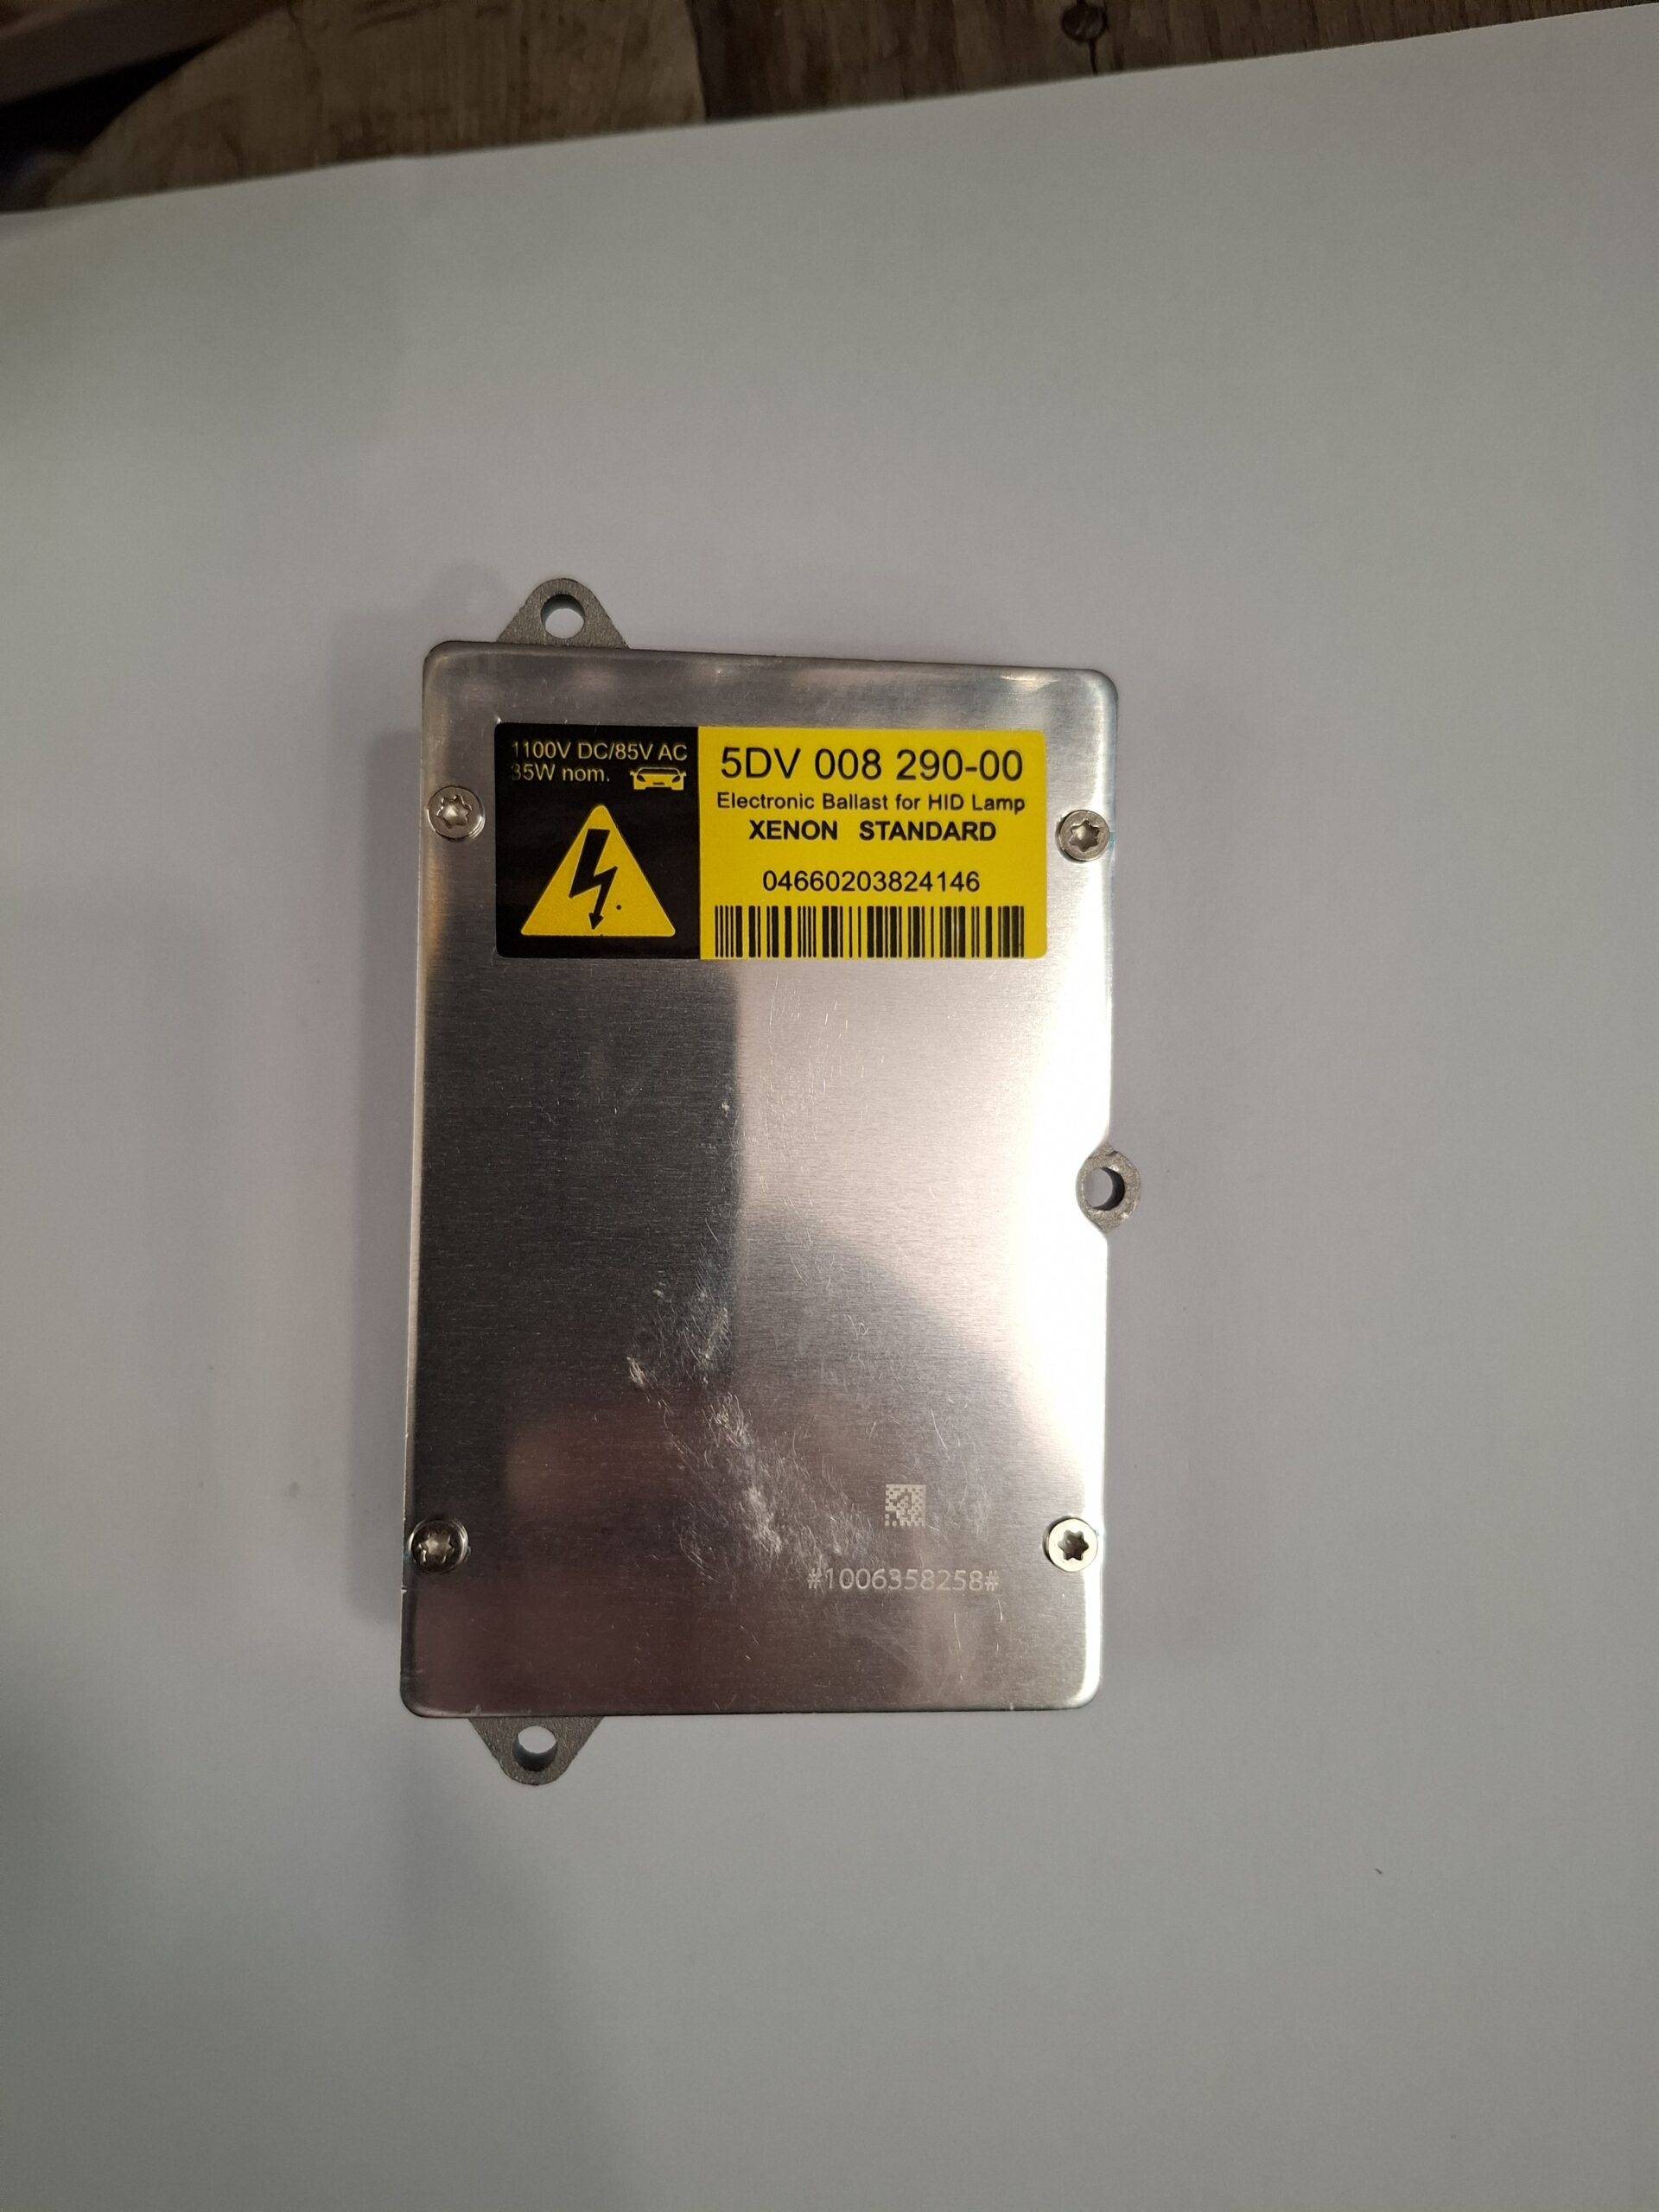 1100V DC/85V AC
35W nom.
5DV 008 290-00
Electronic Ballast for HID Lamp
XENON STANDARD
04660203824146
#1006358258#